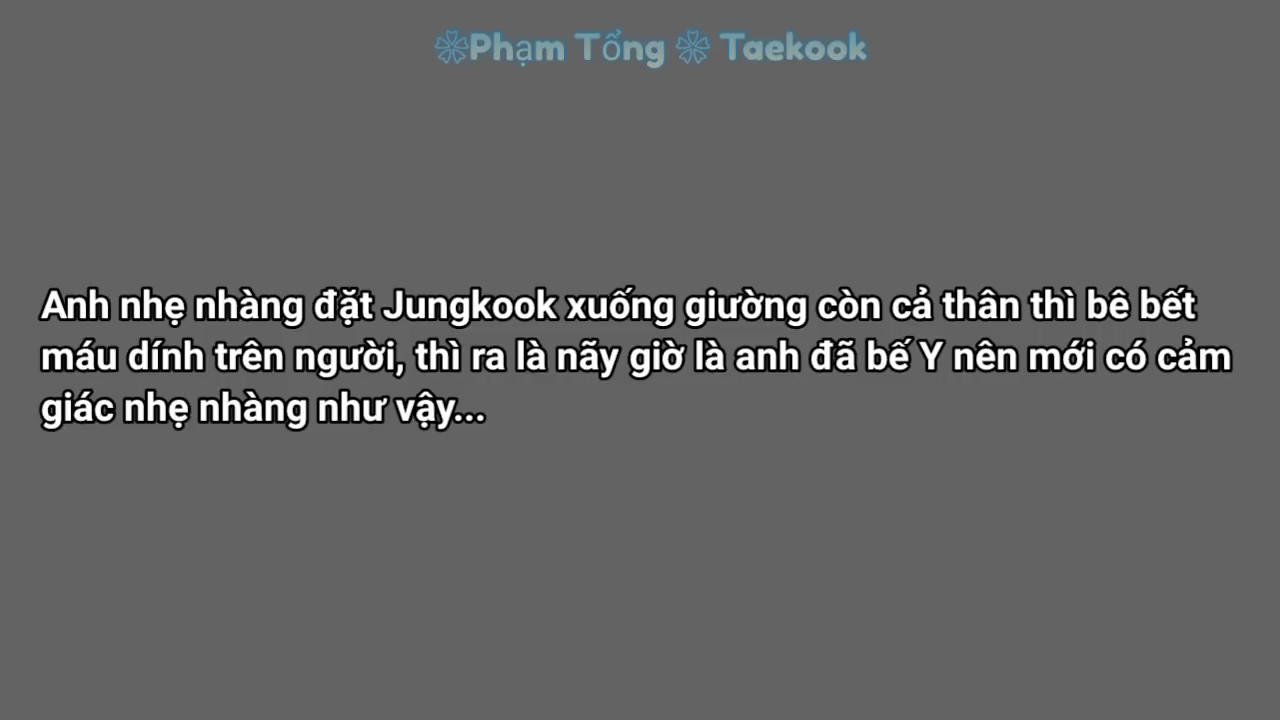 ❀Phạm Tổng ❀ Taekook
Anh nhẹ nhàng đặt Jungkook xuống giường còn cả thân thì bê bết
máu dính trên người, thì ra là nãy giờ là anh đã bế Y nên mới có cảm
giác nhẹ nhàng như vậy...